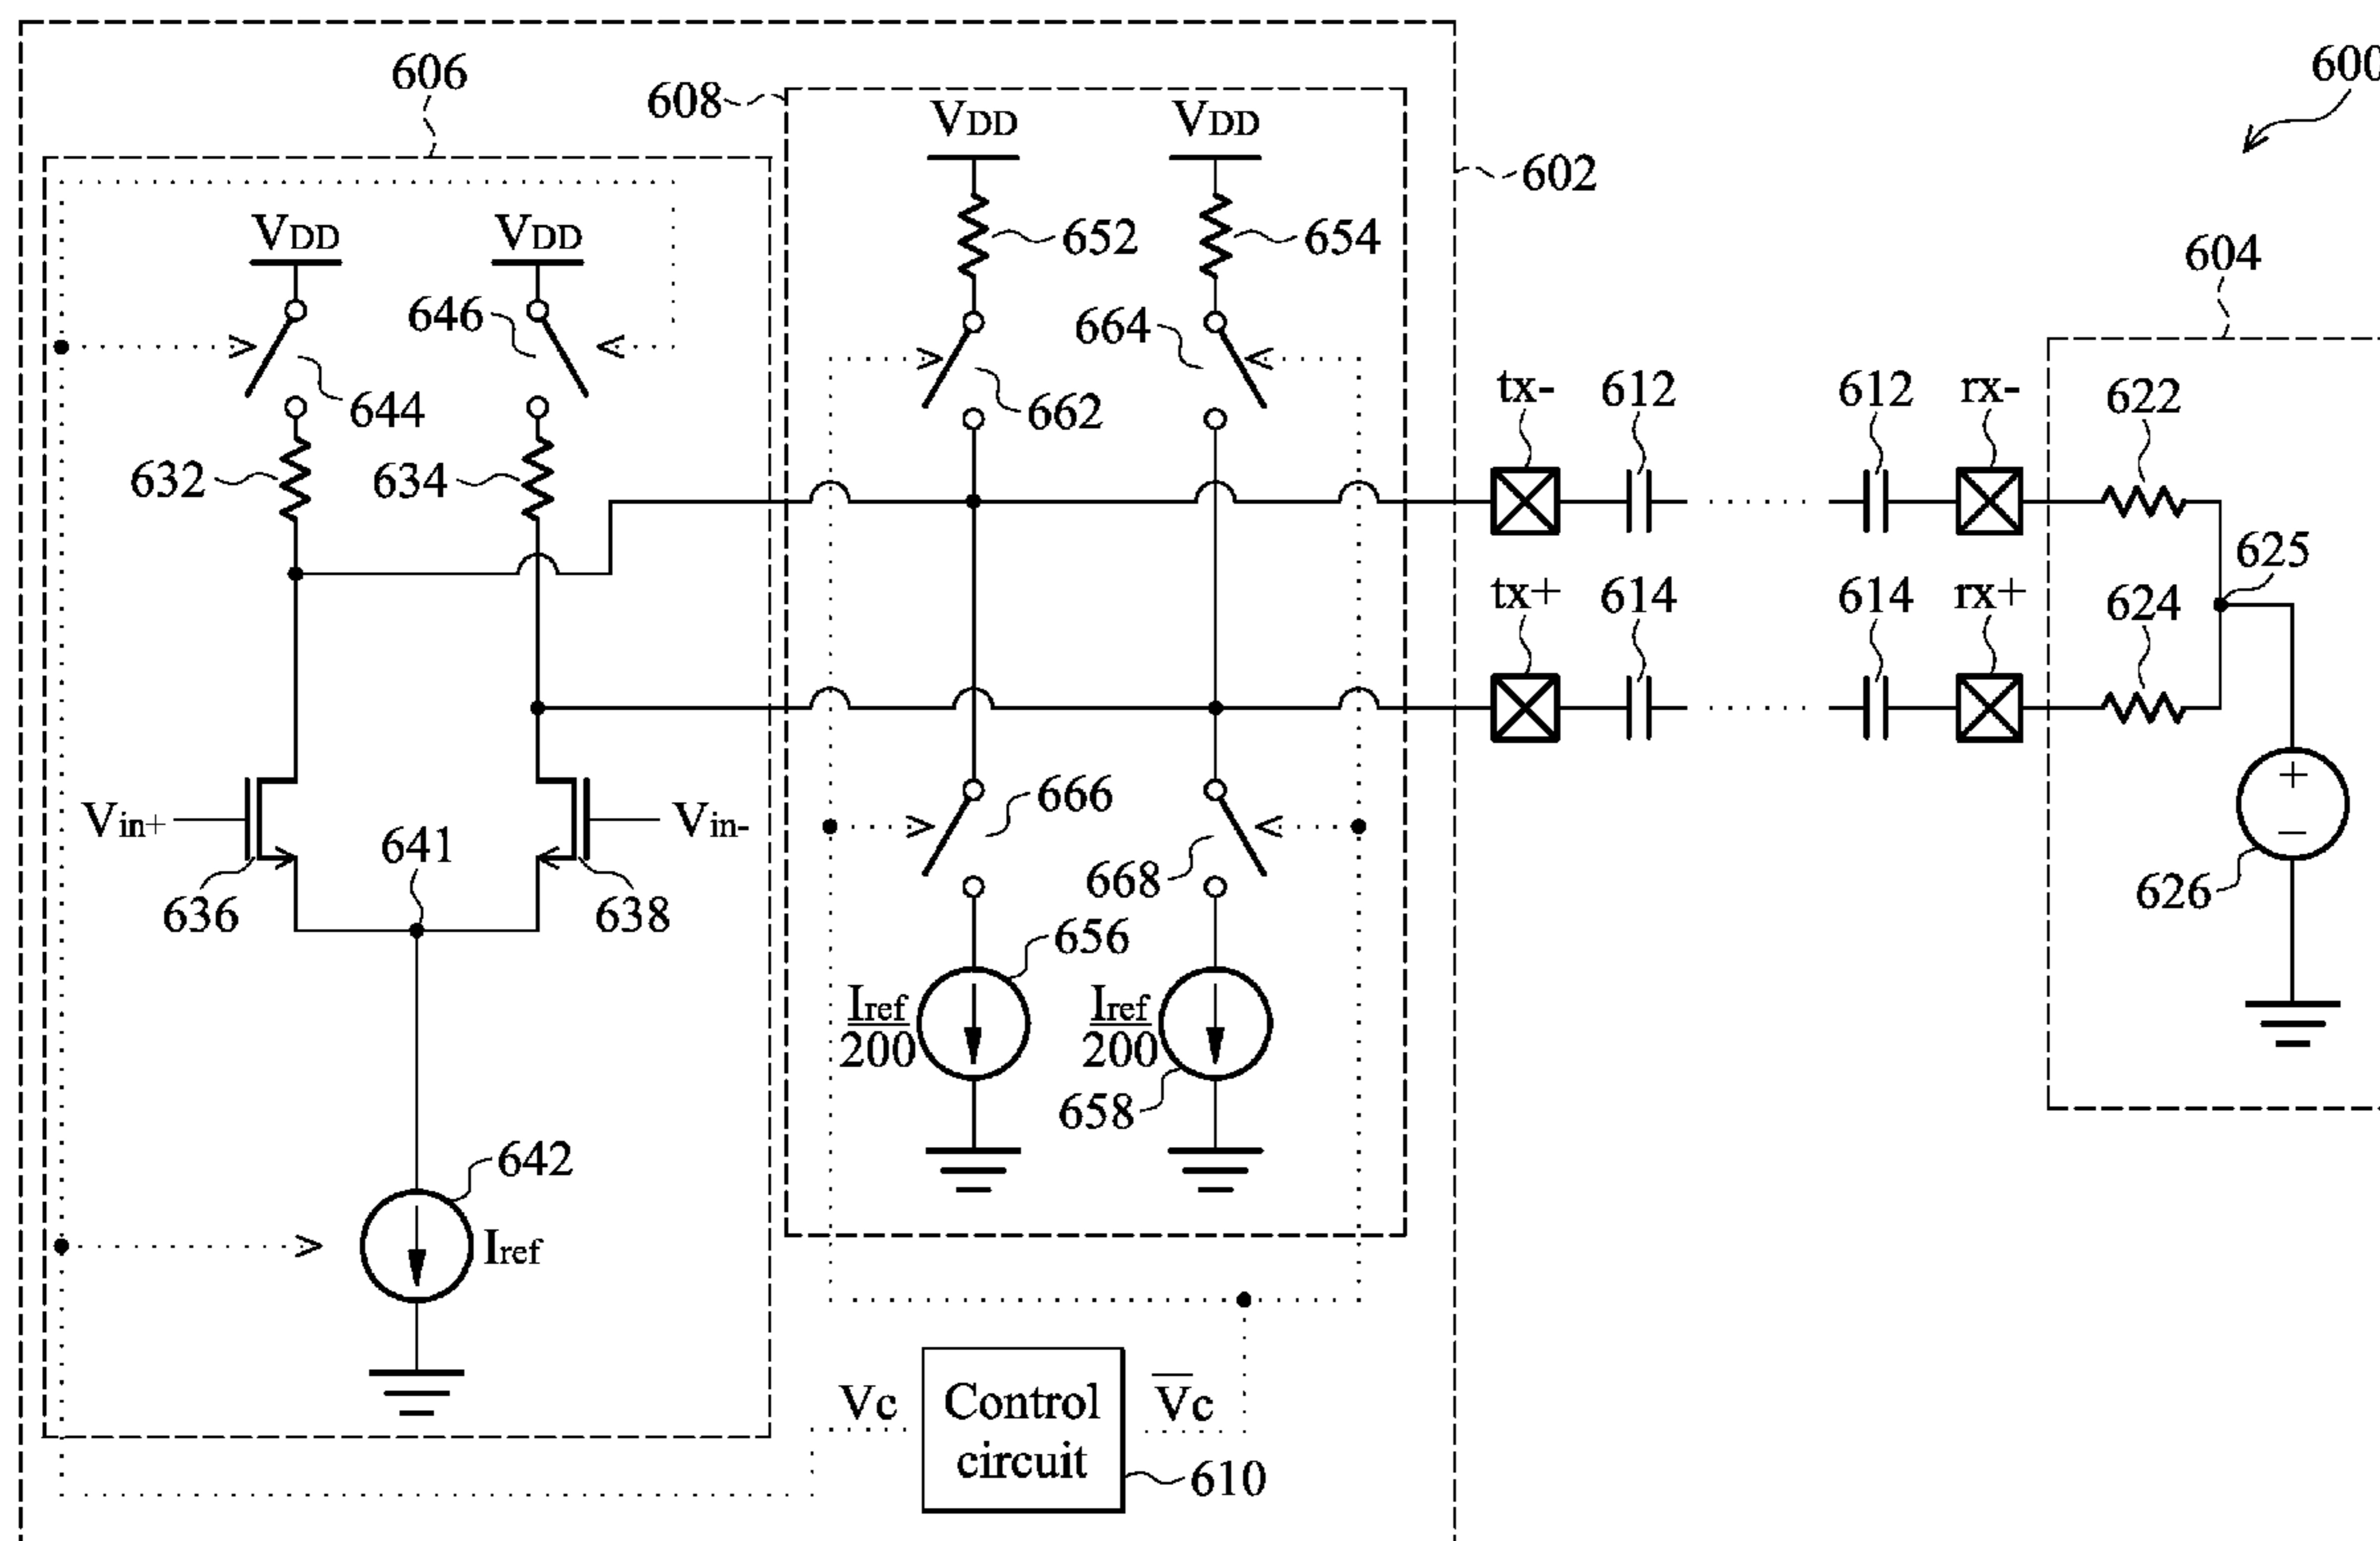 606
608
VDD
VDD
600
602
652
654
604
VDD
VDD
646
664
644
662
tx-
612
612
rx-
622
632
634
625
tx+
614
614
rx+
624
Vin+
Vin-
666
641
668
626
636
638
656
Iref
200
Iref
200
658
642
Iref
Vc
Control
circuit
V̅c
610